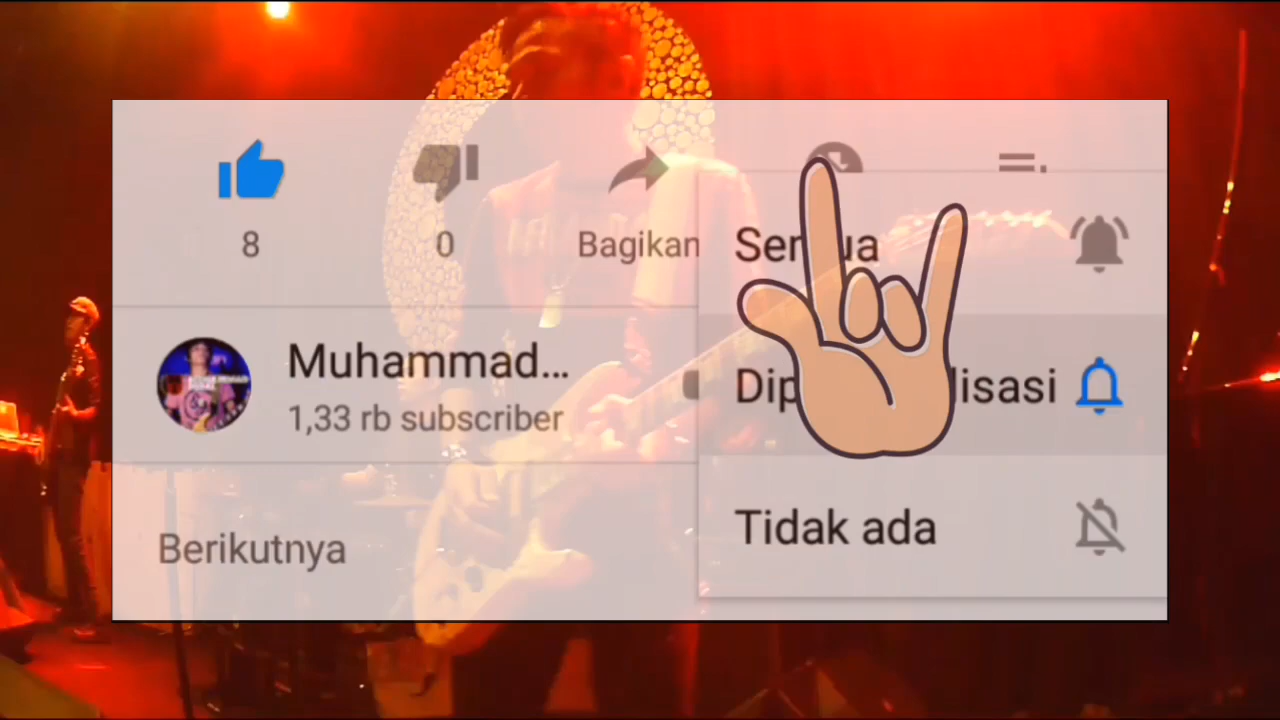 8
0
Bagikan
Muhammad...
1,33 rb subscriber
Berikutnya
Tidak ada